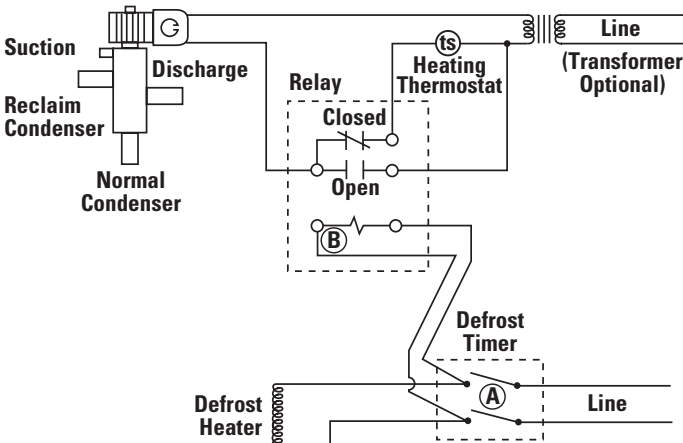 Suction
Discharge
Reclaim
Condenser
Normal
Condenser
ts
Heating
Thermostat
Line
(Transformer
Optional)
Relay
Closed
Open
B
Defrost
Timer
A
Line
Defrost
Heater